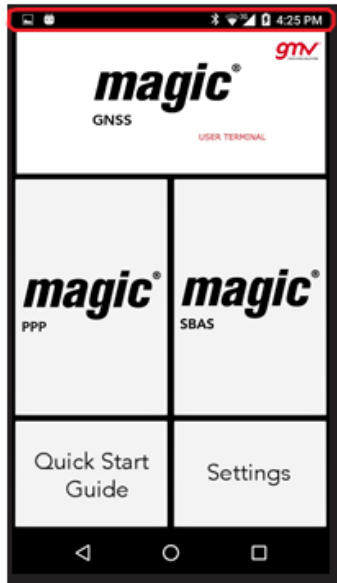 4:25 PM
gmv
magic®
GNSS
USER TERMINAL
magic®
PPP
magic®
SBAS
Quick Start
Guide
Settings